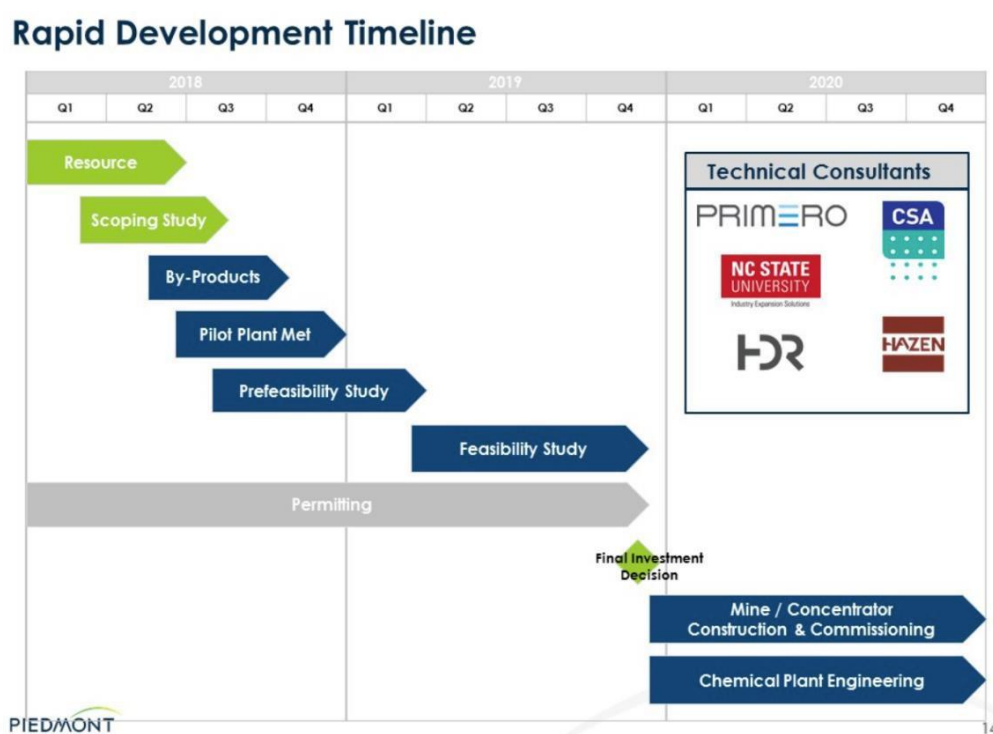 Rapid Development Timeline
2018 2019 2020
Q1 Q2 Q3 Q4 Q1 Q2 Q3 Q4 Q1 Q2 Q3 Q4
Resource
Scoping Study
By-Products
Pilot Plant Met
Prefeasibility Study
Feasibility Study
Permitting
Final Investment
Decision
Mine / Concentrator
Construction & Commissioning
Chemical Plant Engineering
Technical Consultants
PRIMERO
CSA
NC STATE
UNIVERSITY
Industry Expansion Solutions
HDR
HAZEN
PIEDMONT
14